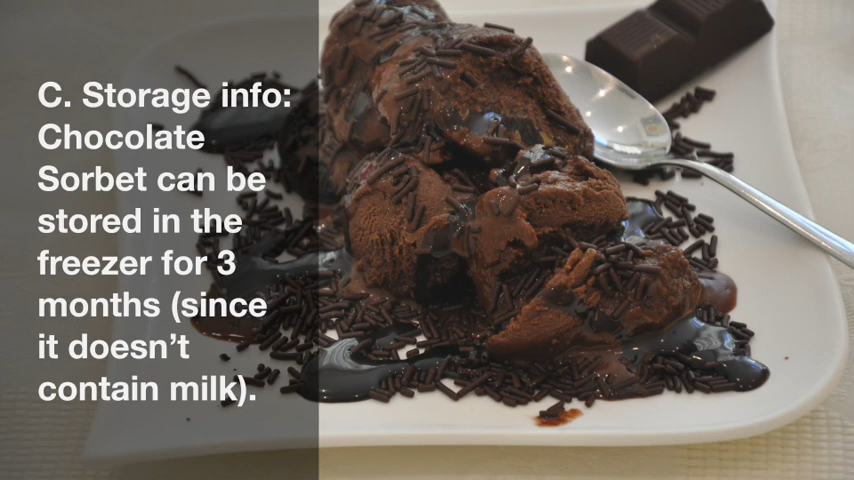 C. Storage info:
Chocolate
Sorbet can be
stored in the
freezer for 3
months (since
it doesn’t
contain milk).